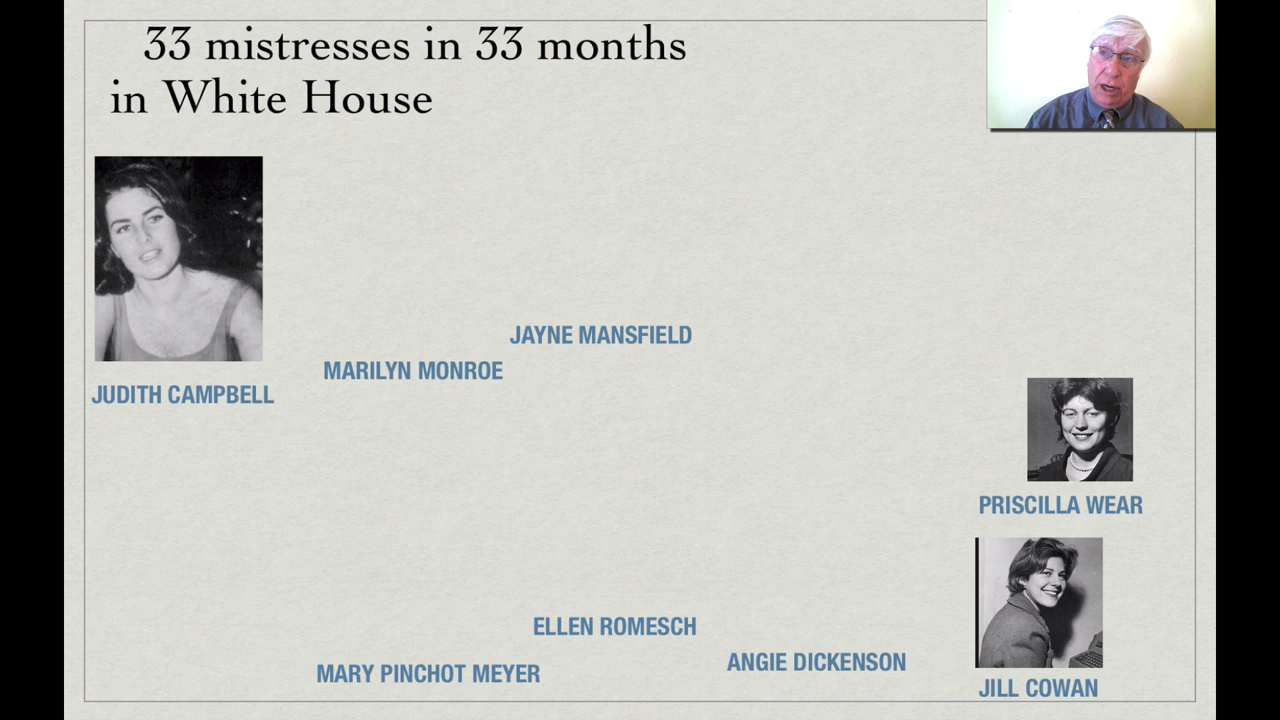 33 mistresses in 33 months
in White House
JAYNE MANSFIELD
MARILYN MONROE
JUDITH CAMPBELL
PRISCILLA WEAR
ELLEN ROMESCH
ANGIE DICKENSON
MARY PINCHOT MEYER
JILL COWAN